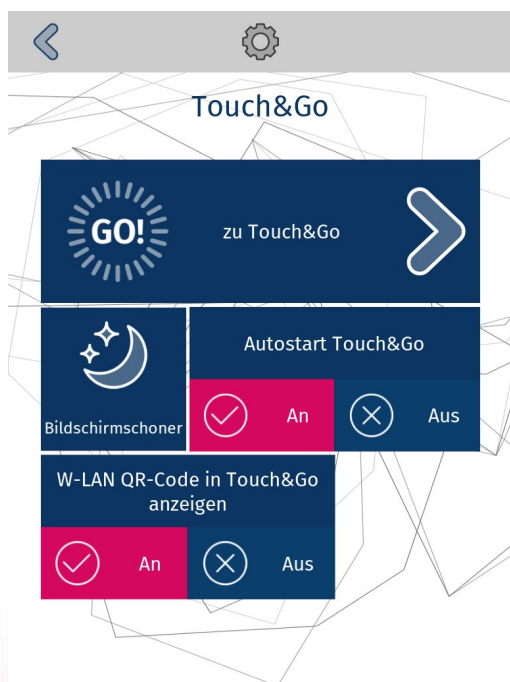 Touch&Go
GO!
zu Touch&Go
Autostart Touch&Go
Bildschirmschoner
An
Aus
W-LAN QR-Code in Touch&Go
anzeigen
An
Aus